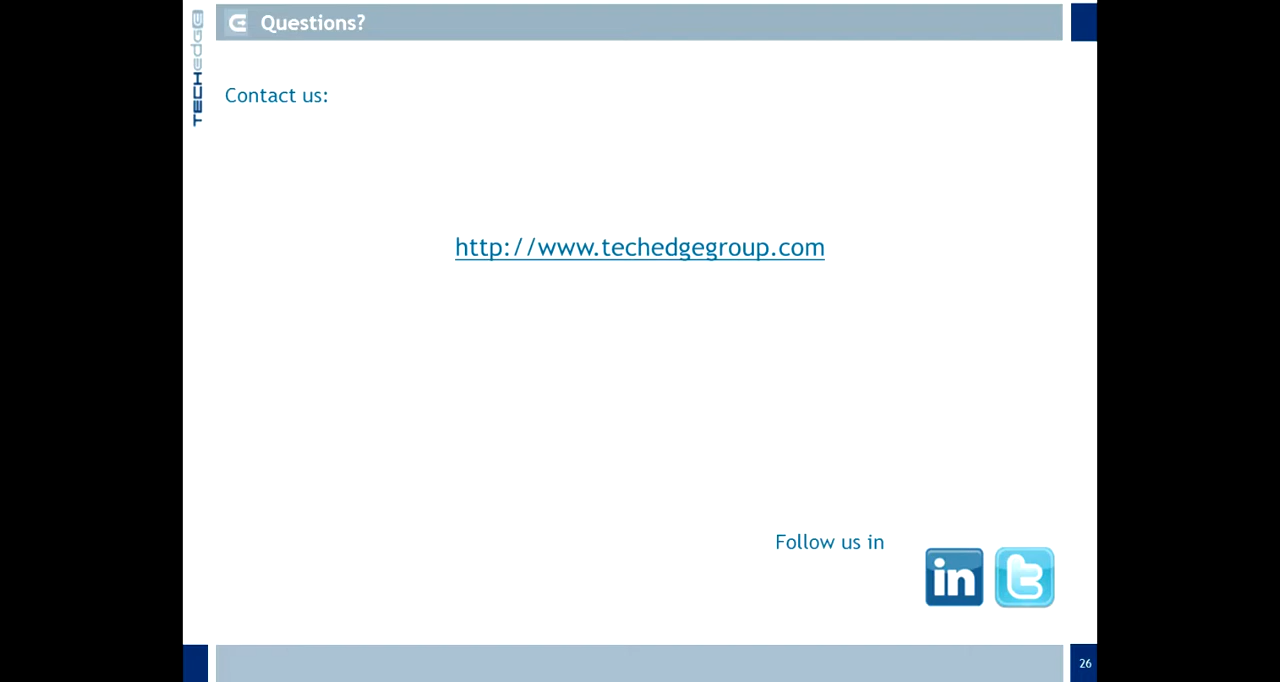 TECHedgE
Questions?
Contact us:
http://www.techedgegroup.com
Follow us in
in
t
26